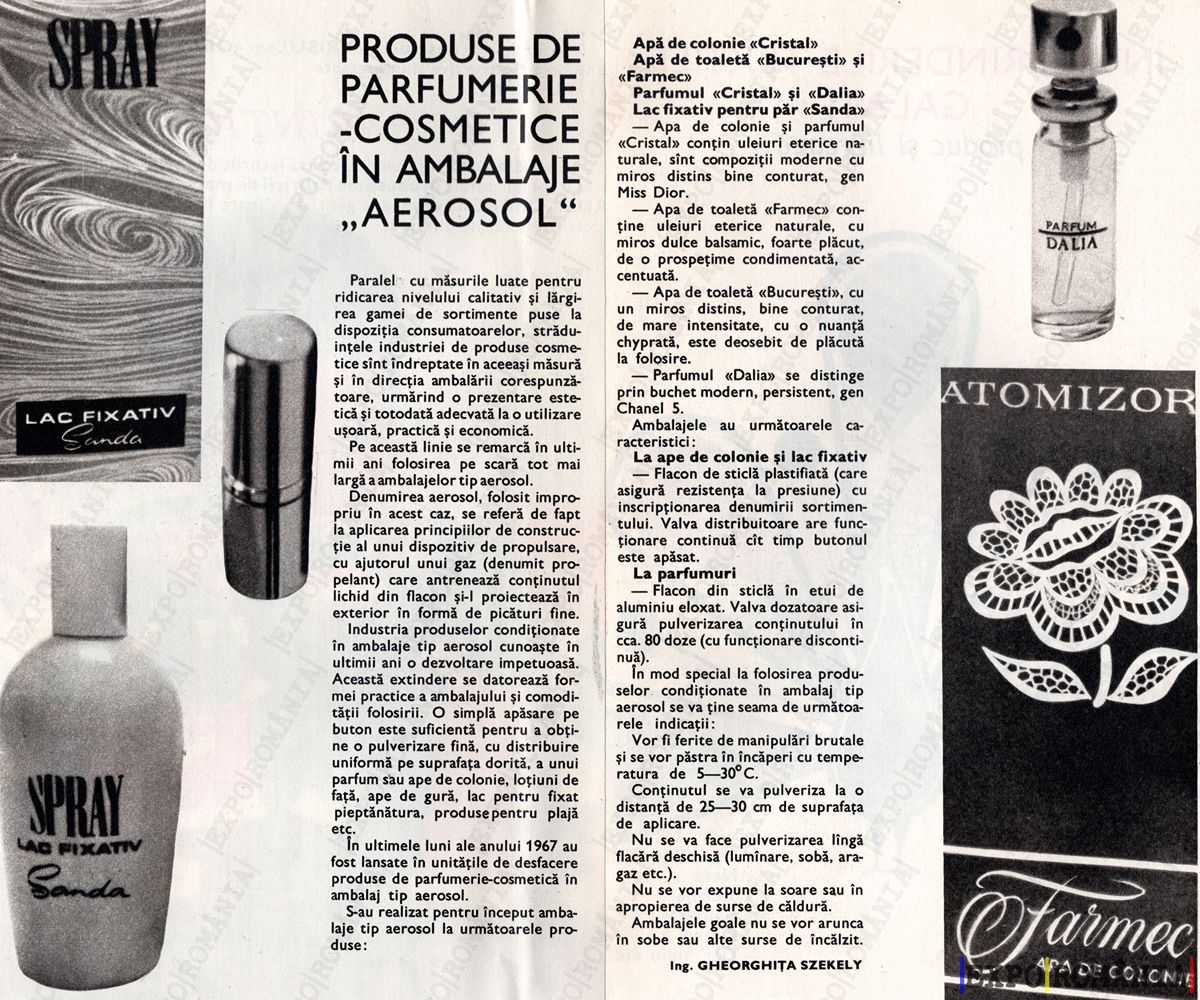 SPRAY
LAC FIXATIV
Sanda
SPRAY
LAC FIXATIV
Sanda
PRODUSE DE
PARFUMERIE
-COSMETICE
ÎN AMBALAJE
„AEROSOL“
Paralel cu măsurile luate pentru
ridicarea nivelului calitativ și lărgi-
rea gamei de sortimente puse la
dispoziția consumatoarelor, strădu-
ințele industriei de produse cosme-
tice sînt îndreptate în aceeași măsură
și în direcția ambalării corespunză-
toare, urmărind o prezentare este-
tică și totodată adecvată la o utilizare
ușoară, practică și economică.
Pe această linie se remarcă în ulti-
mii ani folosirea pe scară tot mai
largă a ambalajelor tip aerosol.
Denumirea aerosol, folosit impro-
priu în acest caz, se referă de fapt
la aplicarea principiilor de construc-
ție al unui dispozitiv de propulsare,
cu ajutorul unui gaz (denumit pro-
pelant) care antrenează conținutul
lichid din flacon și-l proiectează în
exterior în formă de picături fine.
Industria produselor condiționate
în ambalaje tip aerosol cunoaște în
ultimii ani o dezvoltare impetuoasă.
Această extindere se datorează for-
mei practice a ambalajului și comodi-
tății folosirii. O simplă apăsare pe
buton este suficientă pentru a obți-
ne o pulverizare fină, cu distribuire
uniformă pe suprafața dorită, a unui
parfum sau ape de colonie, loțiuni de
față, ape de gură, lac pentru fixat
pieptănătura, produse pentru plajă
etc.
În ultimele luni ale anului 1967 au
fost lansate în unitățile de desfacere
produse de parfumerie-cosmetică în
ambalaj tip aerosol.
S-au realizat pentru început amba-
laje tip aerosol la următoarele pro-
duse:
Apă de colonie «Cristal»
Apă de toaletă «București» și
«Farmec»
Parfumul «Cristal» și «Dalia»
Lac fixativ pentru păr «Sanda»
— Apa de colonie și parfumul
«Cristal» conțin uleiuri eterice na-
turale, sînt compoziții moderne cu
miros distins bine conturat, gen
Miss Dior.
— Apa de toaletă «Farmec» con-
ține uleiuri eterice naturale, cu
miros dulce balsamic, foarte plăcut,
de o prospețime condimentată, ac-
centuată.
— Apa de toaletă «București», cu
un miros distins, bine conturat,
de mare intensitate, cu o nuanță
chyprată, este deosebit de plăcută
la folosire.
— Parfumul «Dalia» se distinge
prin buchet modern, persistent, gen
Chanel 5.
Ambalajele au următoarele ca-
racteristici:
La ape de colonie și lac fixativ
— Flacon de sticlă plastifiată (care
asigură rezistența la presiune) cu
inscripționarea denumirii sortimen-
tului. Valva distribuitoare are func-
ționare continuă cît timp butonul
este apăsat.
La parfumuri
— Flacon din sticlă în etui de
aluminiu eloxat. Valva dozatoare asi-
gură pulverizarea conținutului în
cca. 80 doze (cu funcționare disconti-
nuă).
În mod special la folosirea produ-
selor condiționate în ambalaj tip
aerosol se va ține seama de următoa-
rele indicații:
Vor fi ferite de manipulări brutale
și se vor păstra în încăperi cu tempe-
ratura de 5—30°C.
Conținutul se va pulveriza la o
distanță de 25—30 cm de suprafața
de aplicare.
Nu se va face pulverizarea lîngă
flacără deschisă (lumînare, sobă, ara-
gaz etc.).
Nu se vor expune la soare sau în
apropierea de surse de căldură.
Ambalajele goale nu se vor arunca
în sobe sau alte surse de încălzit.
Ing. GHEORGHIȚA SZEKELY
PARFUM
DALIA
ATOMIZOR
Farmec
APA DE COLONIE
EXPO ROMANIA